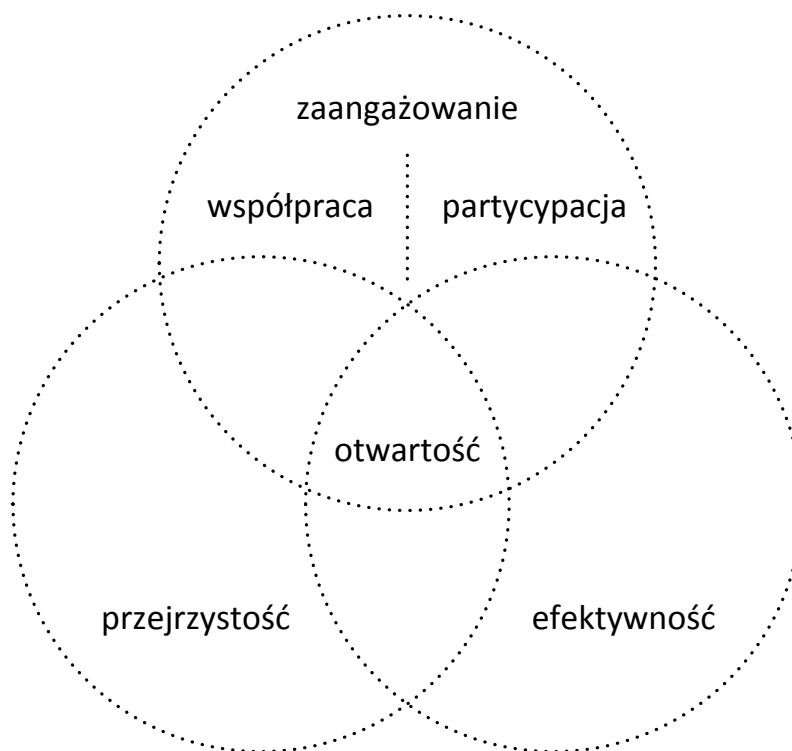 zaangażowanie
współpraca partycypacja
otwartość
przejrzystość efektywność